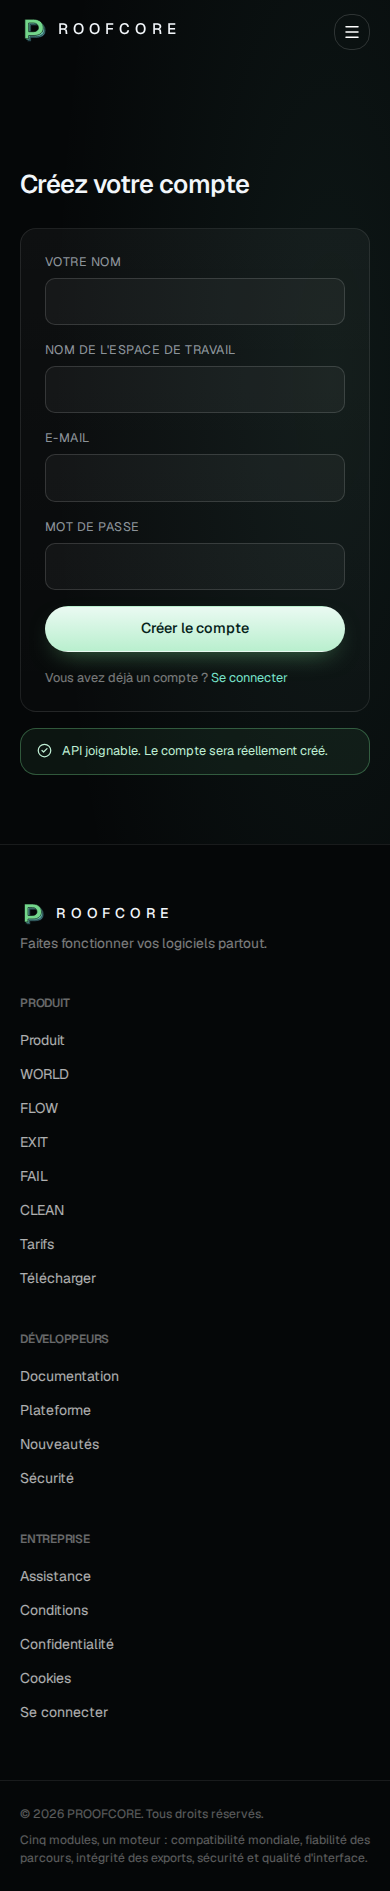 ROOFCORE
Créez votre compte
VOTRE NOM
NOM DE L'ESPACE DE TRAVAIL
E-MAIL
MOT DE PASSE
Créer le compte
Vous avez déjà un compte ? Se connecter
API joignable. Le compte sera réellement créé.
ROOFCORE
Faites fonctionner vos logiciels partout.
PRODUIT
Produit
WORLD
FLOW
EXIT
FAIL
CLEAN
Tarifs
Télécharger
DÉVELOPPEURS
Documentation
Plateforme
Nouveautés
Sécurité
ENTREPRISE
Assistance
Conditions
Confidentialité
Cookies
Se connecter
© 2026 PROOFCORE. Tous droits réservés.
Cinq modules, un moteur : compatibilité mondiale, fiabilité des
parcours, intégrité des exports, sécurité et qualité d'interface.